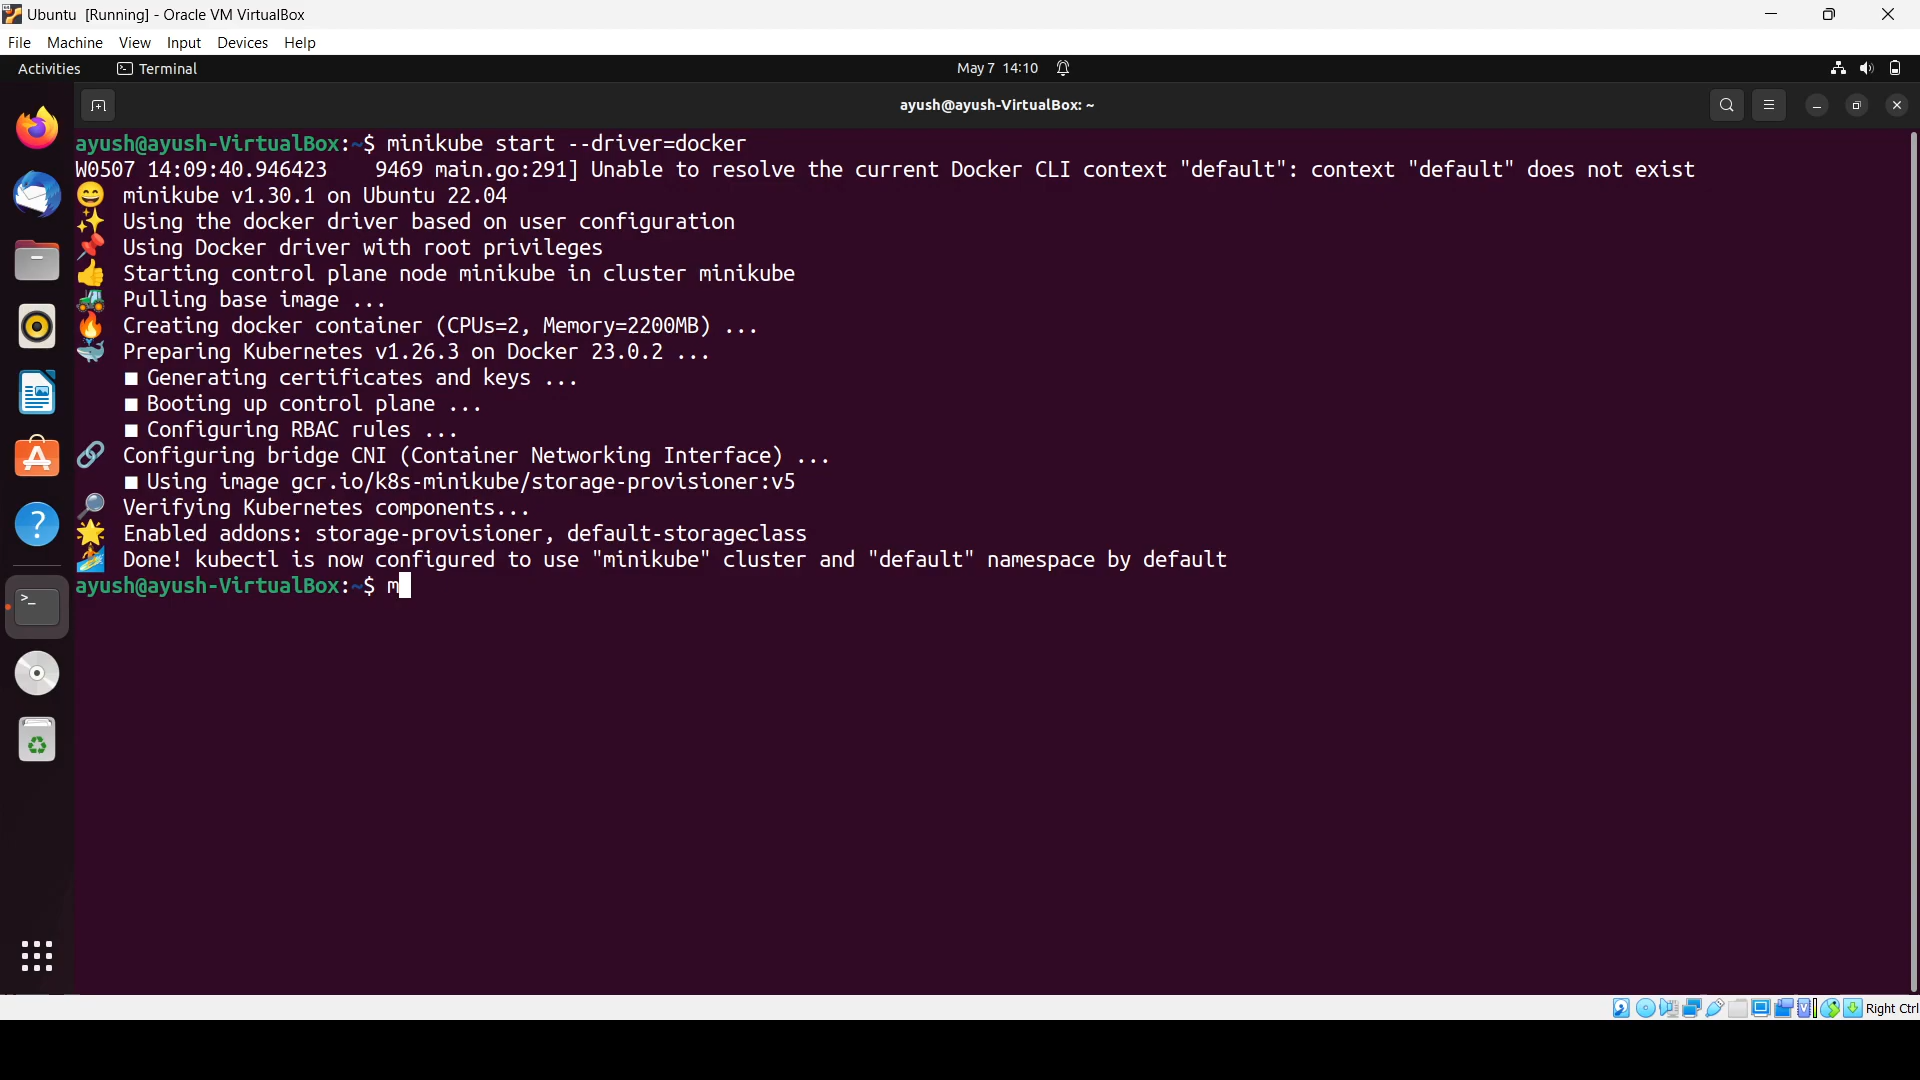 Ubuntu [Running] - Oracle VM VirtualBox
File Machine View Input Devices Help
Activities Terminal May 7 14:10
ayush@ayush-VirtualBox: ~
ayush@ayush-VirtualBox:~$ minikube start --driver=docker
W0507 14:09:40.946423    9469 main.go:291] Unable to resolve the current Docker CLI context "default": context "default" does not exist
😄 minikube v1.30.1 on Ubuntu 22.04
✨ Using the docker driver based on user configuration
📌 Using Docker driver with root privileges
👍 Starting control plane node minikube in cluster minikube
🚜 Pulling base image ...
🔥 Creating docker container (CPUs=2, Memory=2200MB) ...
🐳 Preparing Kubernetes v1.26.3 on Docker 23.0.2 ...
■ Generating certificates and keys ...
■ Booting up control plane ...
■ Configuring RBAC rules ...
🔗 Configuring bridge CNI (Container Networking Interface) ...
■ Using image gcr.io/k8s-minikube/storage-provisioner:v5
🔎 Verifying Kubernetes components...
🌟 Enabled addons: storage-provisioner, default-storageclass
🏄 Done! kubectl is now configured to use "minikube" cluster and "default" namespace by default
ayush@ayush-VirtualBox:~$ m
Right Ctrl